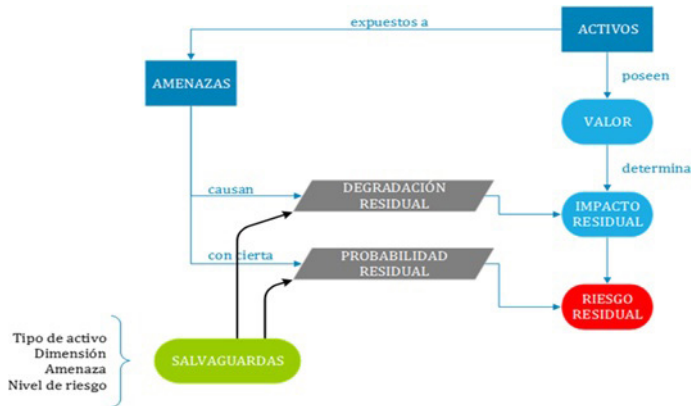 expuestos a
ACTIVOS
AMENAZAS
poseen
VALOR
determina
causan
DEGRADACIÓN
RESIDUAL
IMPACTO
RESIDUAL
con cierta
PROBABILIDAD
RESIDUAL
RIESGO
RESIDUAL
Tipo de activo
Dimensión
Amenaza
Nivel de riesgo
SALVAGUARDAS